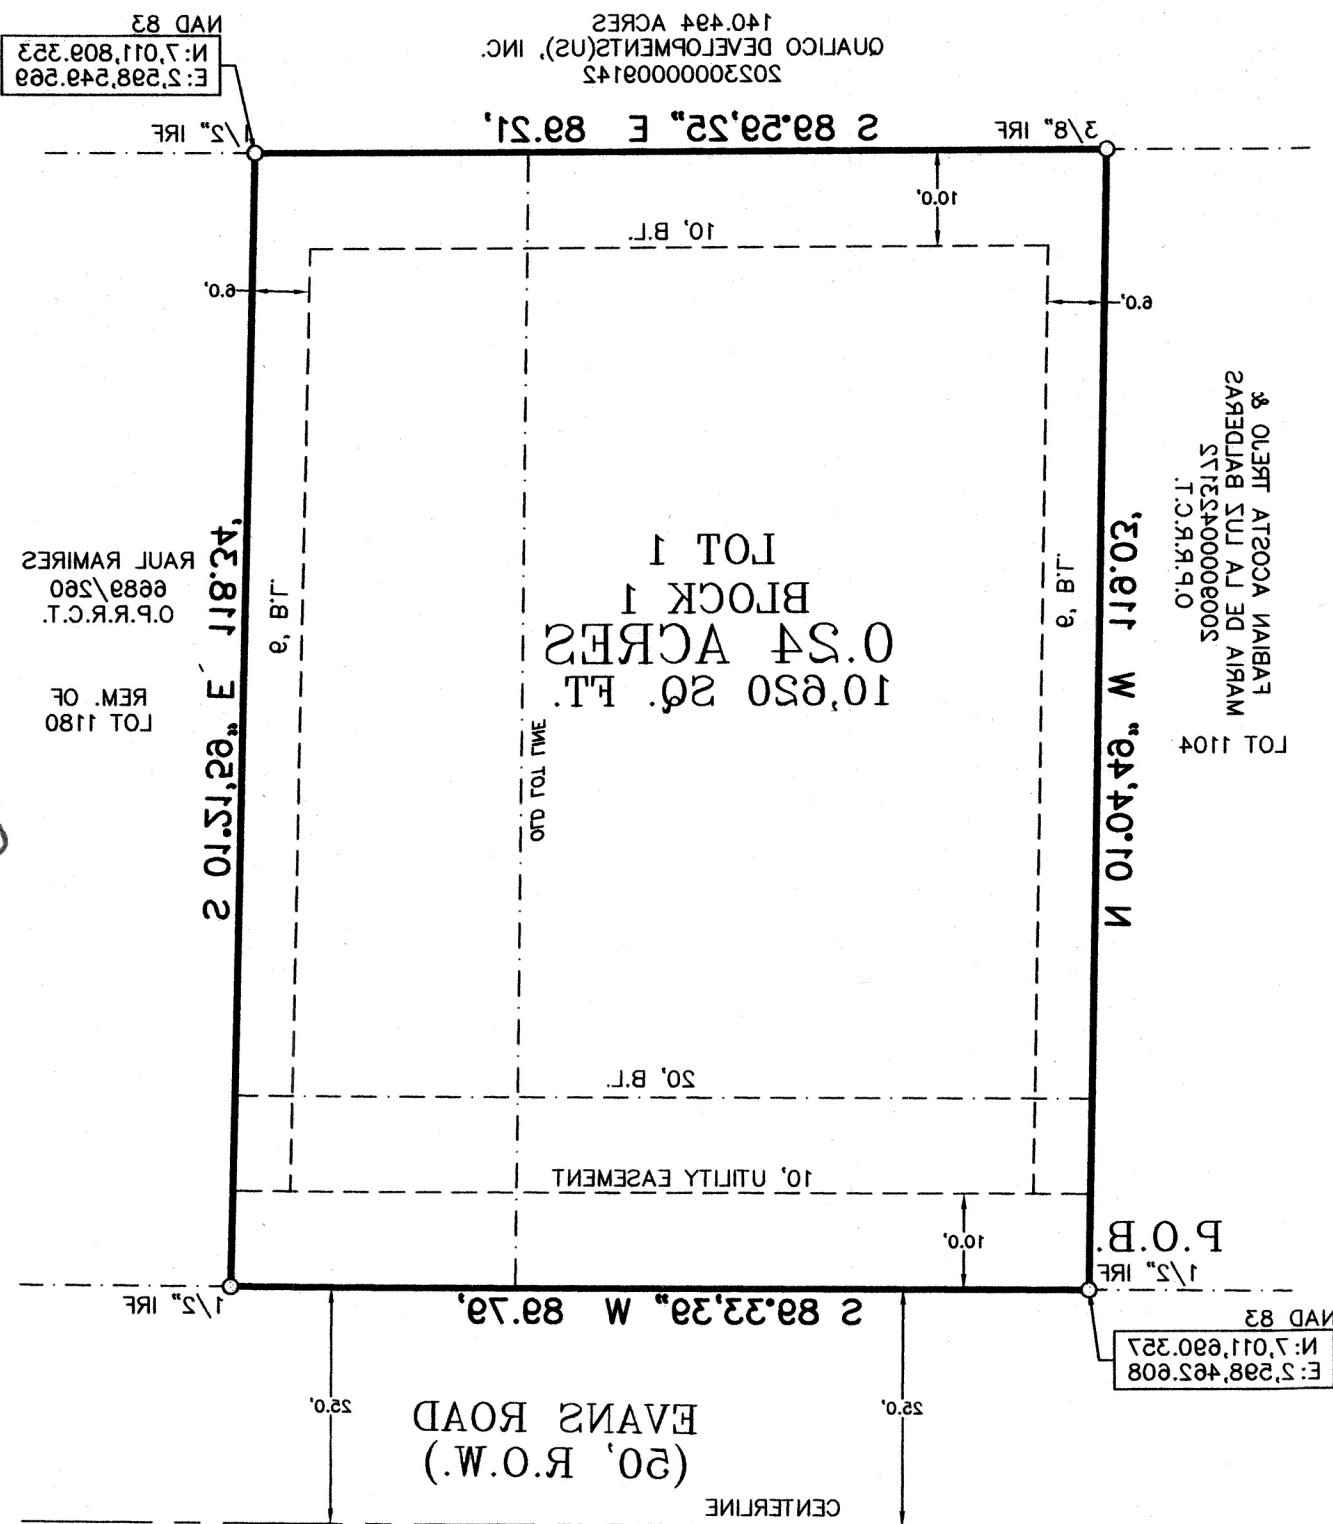 140.494 ACRES
QUALICO DEVELOPMENTS(US), INC.
202300000009142
NAD 83
N:7,011,809.353
E:2,598,549.569
3/8" IRF
S 89°59'25" E 89.21'
1/2" IRF
10.0'
10' B.L.
6.0'
6.0'
FABIAN ACOSTA TREJO &
MARIA DE LA LUZ BALDERAS
200900000423172
O.P.R.R.C.T.
LOT 1104
N 01°04'49" W 119.03'
6' B.L.
LOT 1
BLOCK 1
0.24 ACRES
10,620 SQ. FT.
OLD LOT LINE
6' B.L.
S 01°21'59" E 118.34'
RAUL RAMIRES
6689/260
O.P.R.R.C.T.
REM. OF
LOT 1180
20' B.L.
10' UTILITY EASEMENT
10.0'
P.O.B.
1/2" IRF
S 89°33'39" W 89.79'
1/2" IRF
NAD 83
N:7,011,690.357
E:2,598,462.608
25.0'
25.0'
EVANS ROAD
(50' R.O.W.)
CENTERLINE